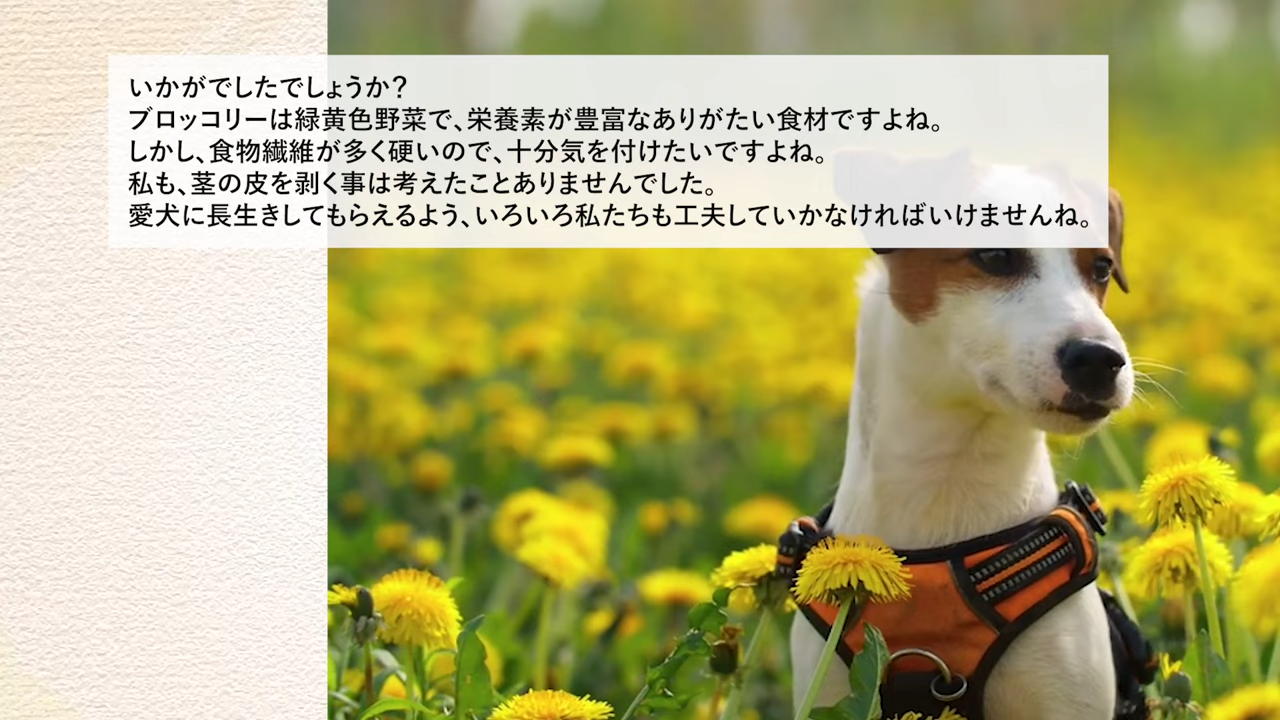 いかがでしたでしょうか?
ブロッコリーは緑黄色野菜で、栄養素が豊富なありがたい食材ですよね。
しかし、食物繊維が多く硬いので、十分気を付けたいですよね。
私も、茎の皮を剥く事は考えたことありませんでした。
愛犬に長生きしてもらえるよう、いろいろ私たちも工夫していかなければいけませんね。